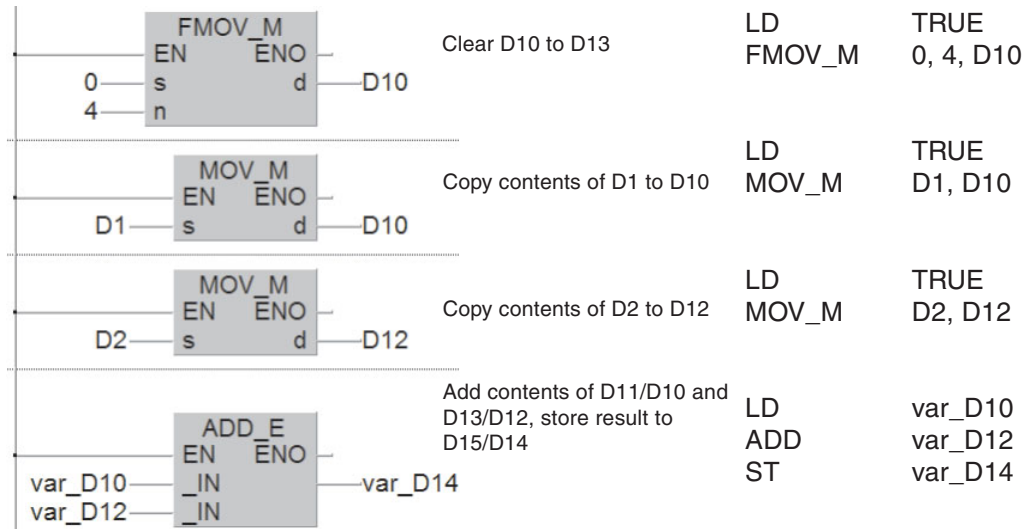 FMOV_M
EN ENO
0 s d D10
4 n
Clear D10 to D13
LD TRUE
FMOV_M 0, 4, D10
MOV_M
EN ENO
D1 s d D10
Copy contents of D1 to D10
LD TRUE
MOV_M D1, D10
MOV_M
EN ENO
D2 s d D12
Copy contents of D2 to D12
LD TRUE
MOV_M D2, D12
ADD_E
EN ENO
var_D10 _IN var_D14
var_D12 _IN
Add contents of D11/D10 and
D13/D12, store result to
D15/D14
LD var_D10
ADD var_D12
ST var_D14